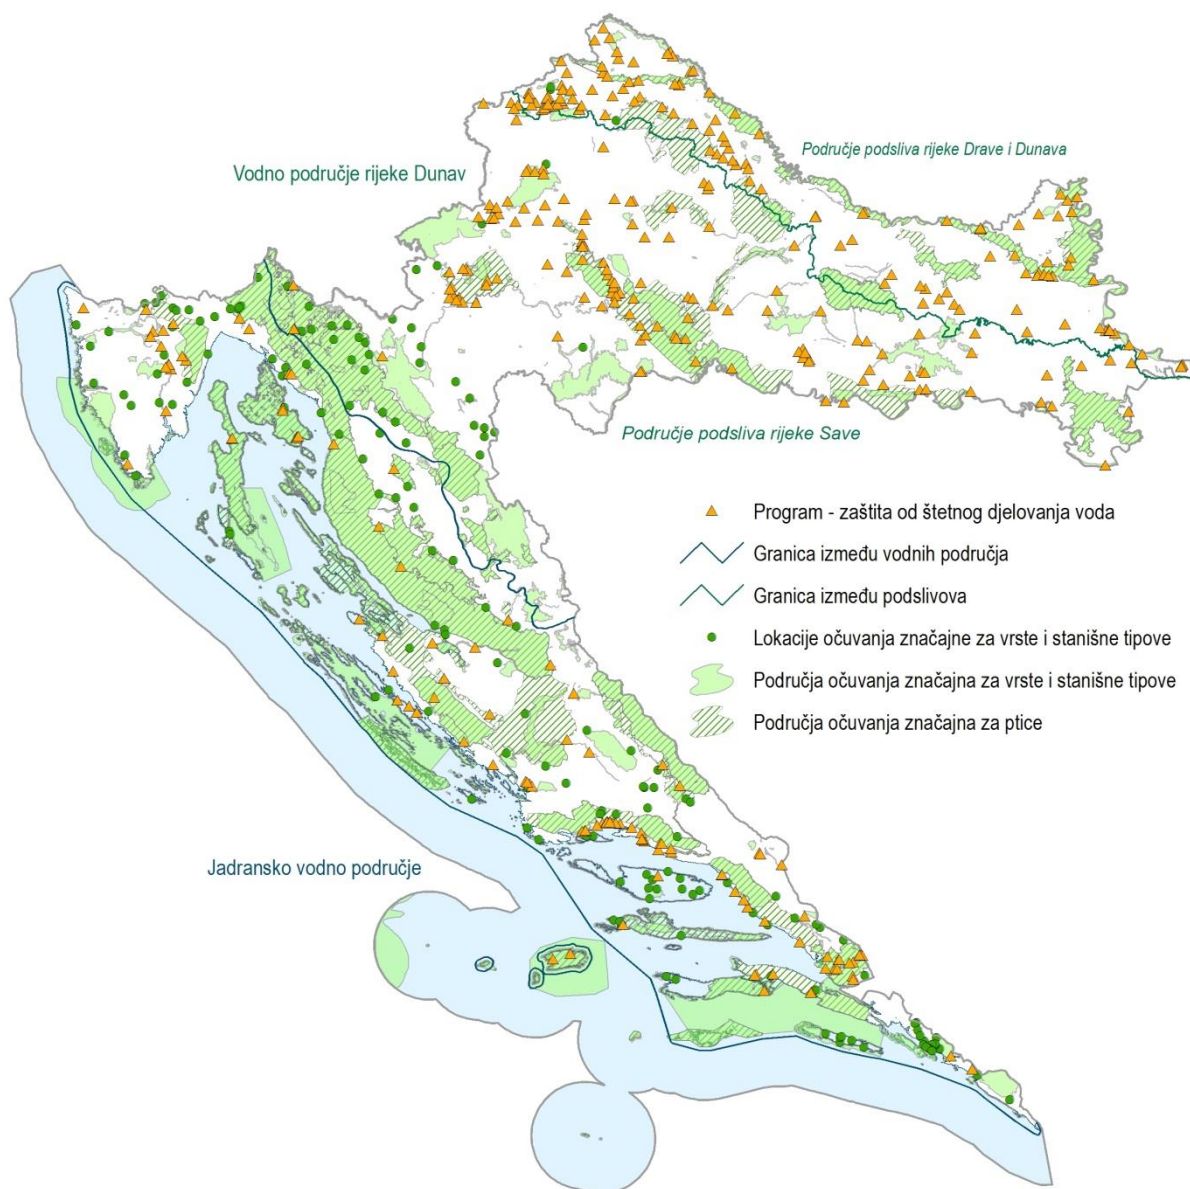 Područje podsliva rijeke Drave i Dunava
Vodno područje rijeke Dunav
Područje podsliva rijeke Save
Program - zaštita od štetnog djelovanja voda
Granica između vodnih područja
Granica između podslivova
Lokacije očuvanja značajne za vrste i stanišne tipove
Područja očuvanja značajna za vrste i stanišne tipove
Područja očuvanja značajna za ptice
Jadransko vodno područje